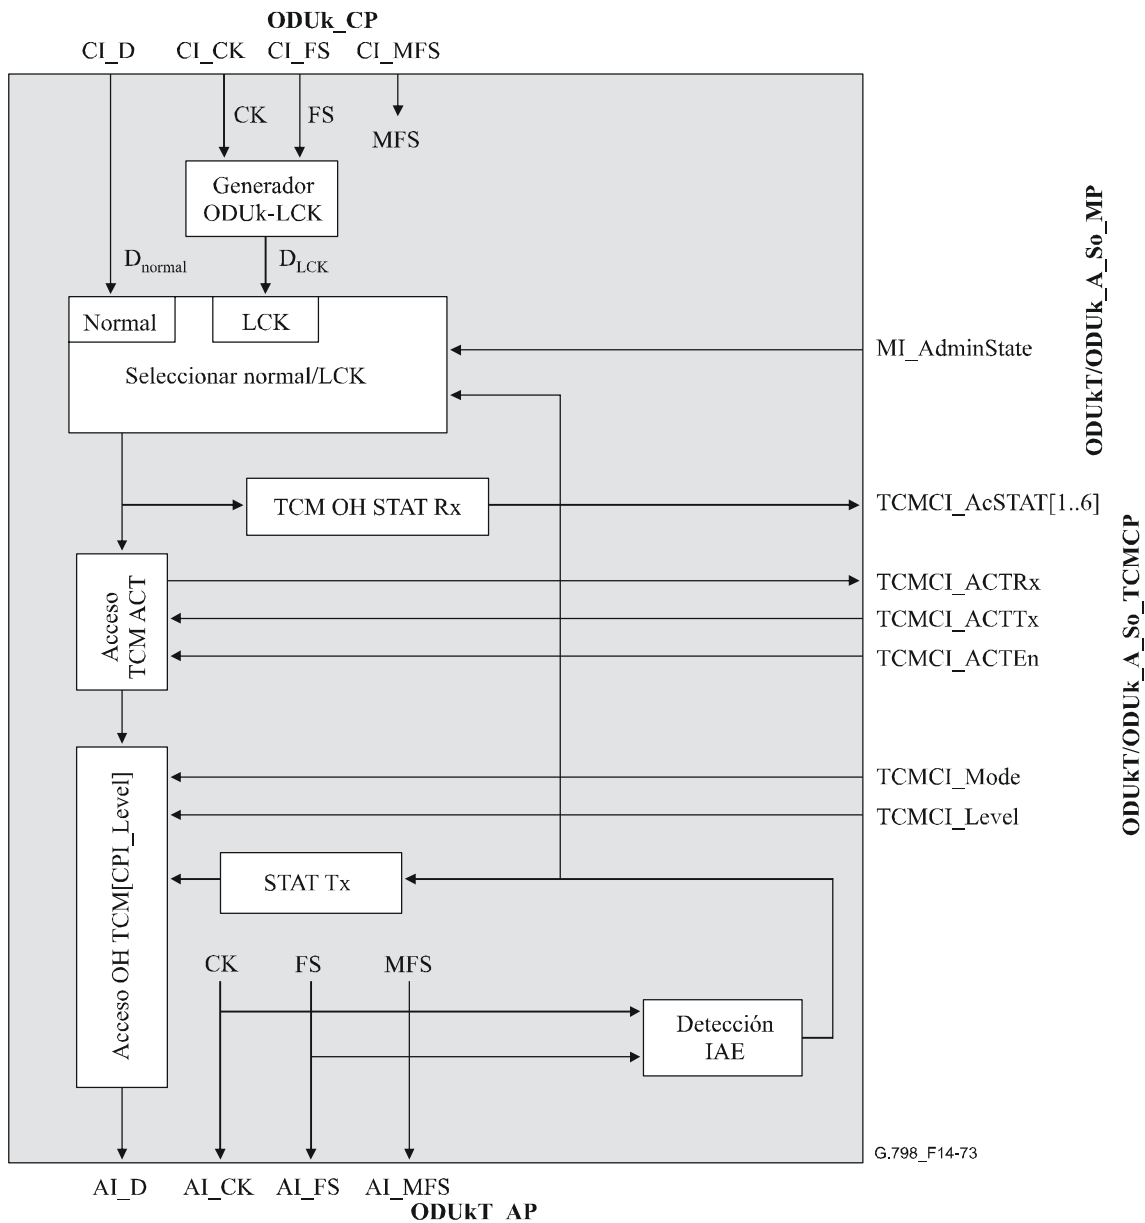 ODUk_CP
CI_D CI_CK CI_FS CI_MFS
CK FS
MFS
Generador
ODUk-LCK
Dnormal DLCK
Normal LCK
Seleccionar normal/LCK
MI_AdminState
ODUkT/ODUk_A_So_MP
TCM OH STAT Rx
TCMCI_AcSTAT[1..6]
Acceso
TCM ACT
TCMCI_ACTRx
TCMCI_ACTTx
TCMCI_ACTEn
ODUkT/ODUk_A_So_TCMCP
Acceso OH TCM[CPI_Level]
TCMCI_Mode
TCMCI_Level
STAT Tx
CK FS MFS
Detección
IAE
G.798_F14-73
AI_D AI_CK AI_FS AI_MFS
ODUkT_AP